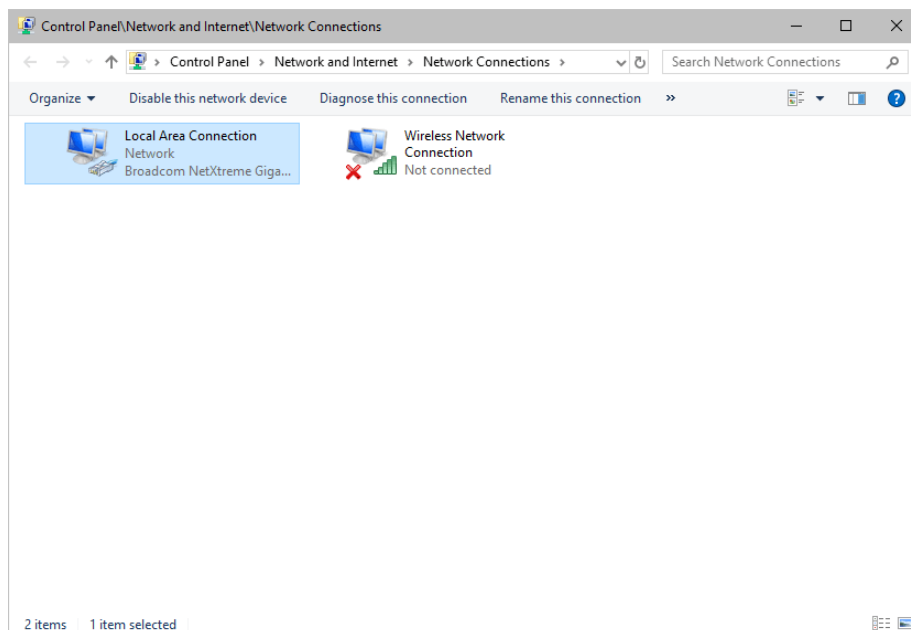 Control Panel\Network and Internet\Network Connections
Control Panel > Network and Internet > Network Connections >
Search Network Connections
Organize
Disable this network device
Diagnose this connection
Rename this connection
»
Local Area Connection
Network
Broadcom NetXtreme Giga...
Wireless Network
Connection
Not connected
2 items
1 item selected